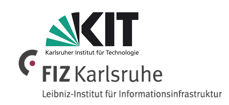 KIT
Karlsruher Institut für Technologie
FIZ Karlsruhe
Leibniz-Institut für Informationsinfrastruktur